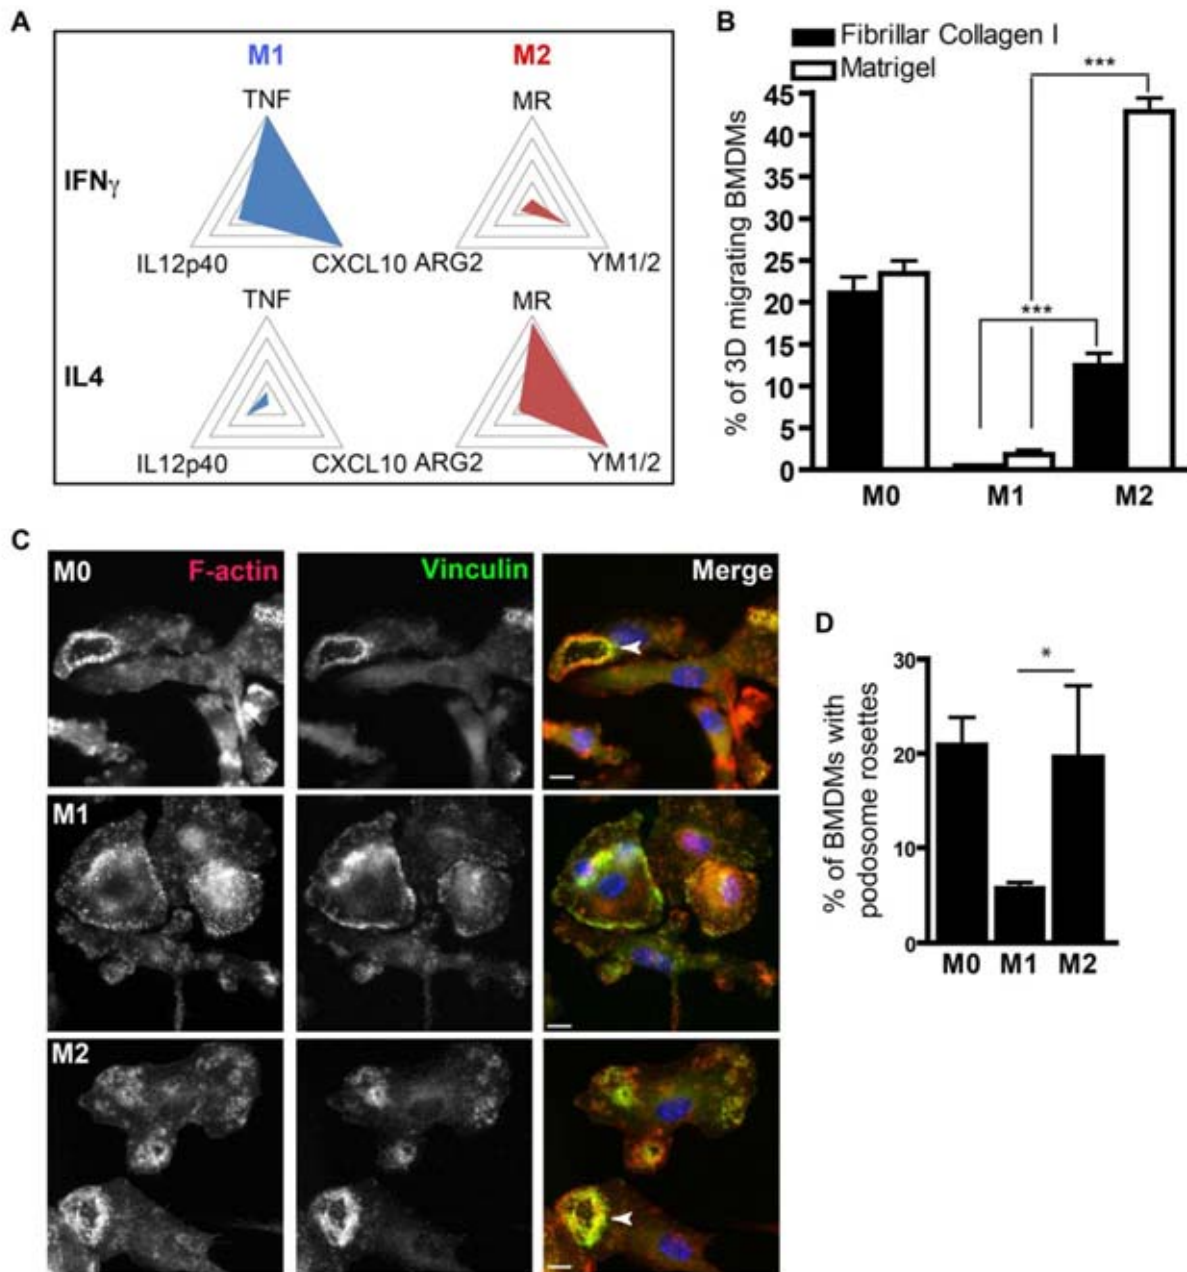 A
M1 M2
TNF MR
IFNγ
IL12p40 CXCL10 ARG2 YM1/2
TNF MR
IL4
IL12p40 CXCL10 ARG2 YM1/2
B
Fibrillar Collagen I
Matrigel
% of 3D migrating BMDMs
45
40
35
30
25
20
15
10
5
0
***
***
M0 M1 M2
C
M0 F-actin Vinculin Merge
M1
M2
D
% of BMDMs with
podosome rosettes
30
20
10
0
*
M0 M1 M2